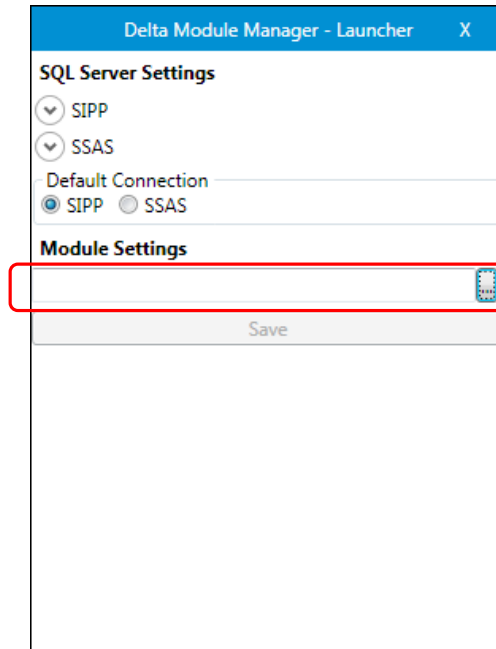 Delta Module Manager - Launcher X
SQL Server Settings
SIPP
SSAS
Default Connection
SIPP SSAS
Module Settings
...
Save